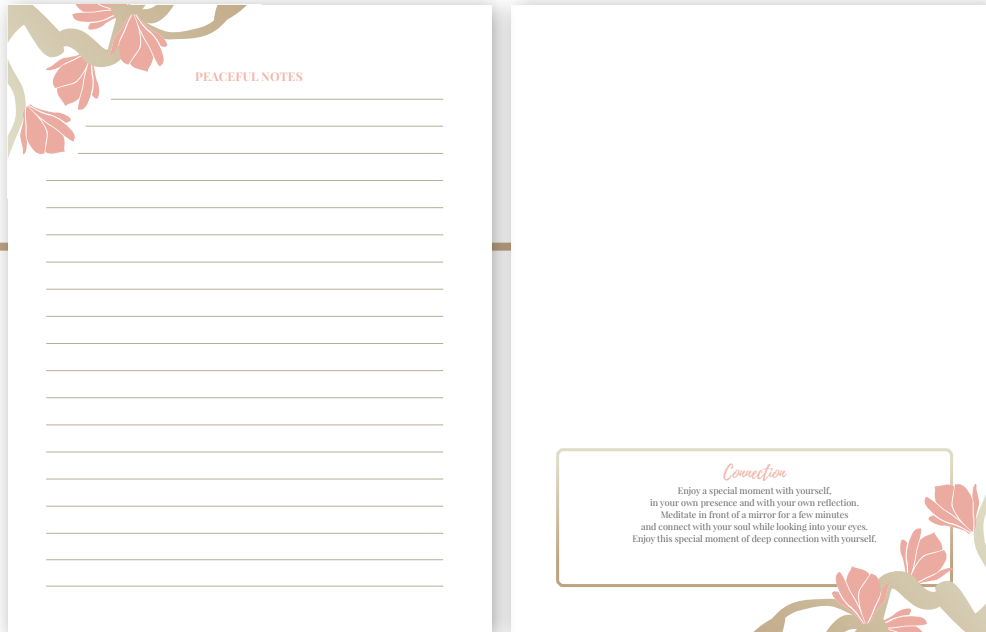 PEACEFUL NOTES
Connection
Enjoy a special moment with yourself,
in your own presence and with your own reflection.
Meditate in front of a mirror for a few minutes
and connect with your soul while looking into your eyes.
Enjoy this special moment of deep connection with yourself.